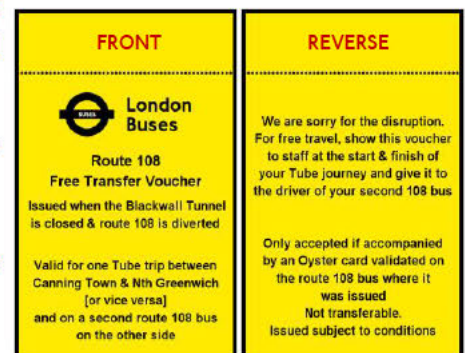 FRONT
BUSES
London
Buses
Route 108
Free Transfer Voucher
Issued when the Blackwall Tunnel
is closed & route 108 is diverted
Valid for one Tube trip between
Canning Town & Nth Greenwich
[or vice versa]
and on a second route 108 bus
on the other side
REVERSE
We are sorry for the disruption.
For free travel, show this voucher
to staff at the start & finish of
your Tube journey and give it to
the driver of your second 108 bus
Only accepted if accompanied
by an Oyster card validated on
the route 108 bus where it
was issued
Not transferable.
Issued subject to conditions